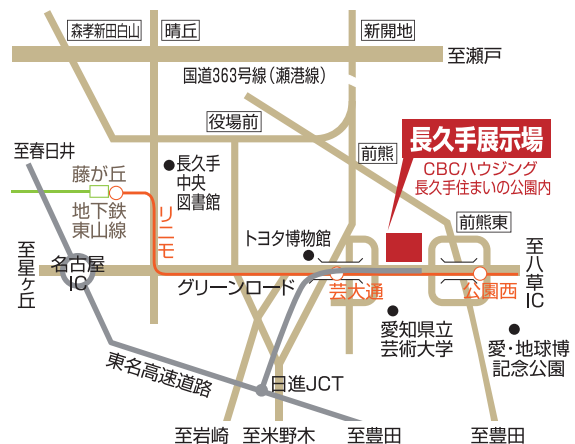 森孝新田白山
晴丘
新開地
至瀬戸
国道363号線（瀬港線）
役場前
長久手展示場
CBCハウジング
長久手住まいの公園内
至春日井
藤が丘
長久手
中央
図書館
前熊
地下鉄
東山線
リニモ
前熊東
トヨタ博物館
至星ヶ丘
名古屋
IC
至八草IC
グリーンロード
芸大通
公園西
愛知県立
芸術大学
愛・地球博
記念公園
東名高速道路
日進JCT
至岩崎
至米野木
至豊田
至豊田